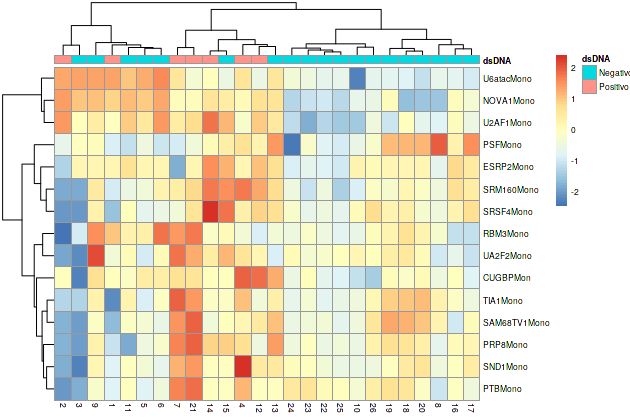 dsDNA
dsDNA
U6atacMono
NOVA1Mono
U2AF1Mono
PSFMono
ESRP2Mono
SRM160Mono
SRSF4Mono
RBM3Mono
UA2F2Mono
CUGBPMon
TIA1Mono
SAM68TV1Mono
PRP8Mono
SND1Mono
PTBMono
2
1
0
-1
-2
Negativo
Positivo
2 3 9 1 11 5 6 7 21 14 15 4 12 13 24 23 22 25 10 26 19 18 20 8 16 17